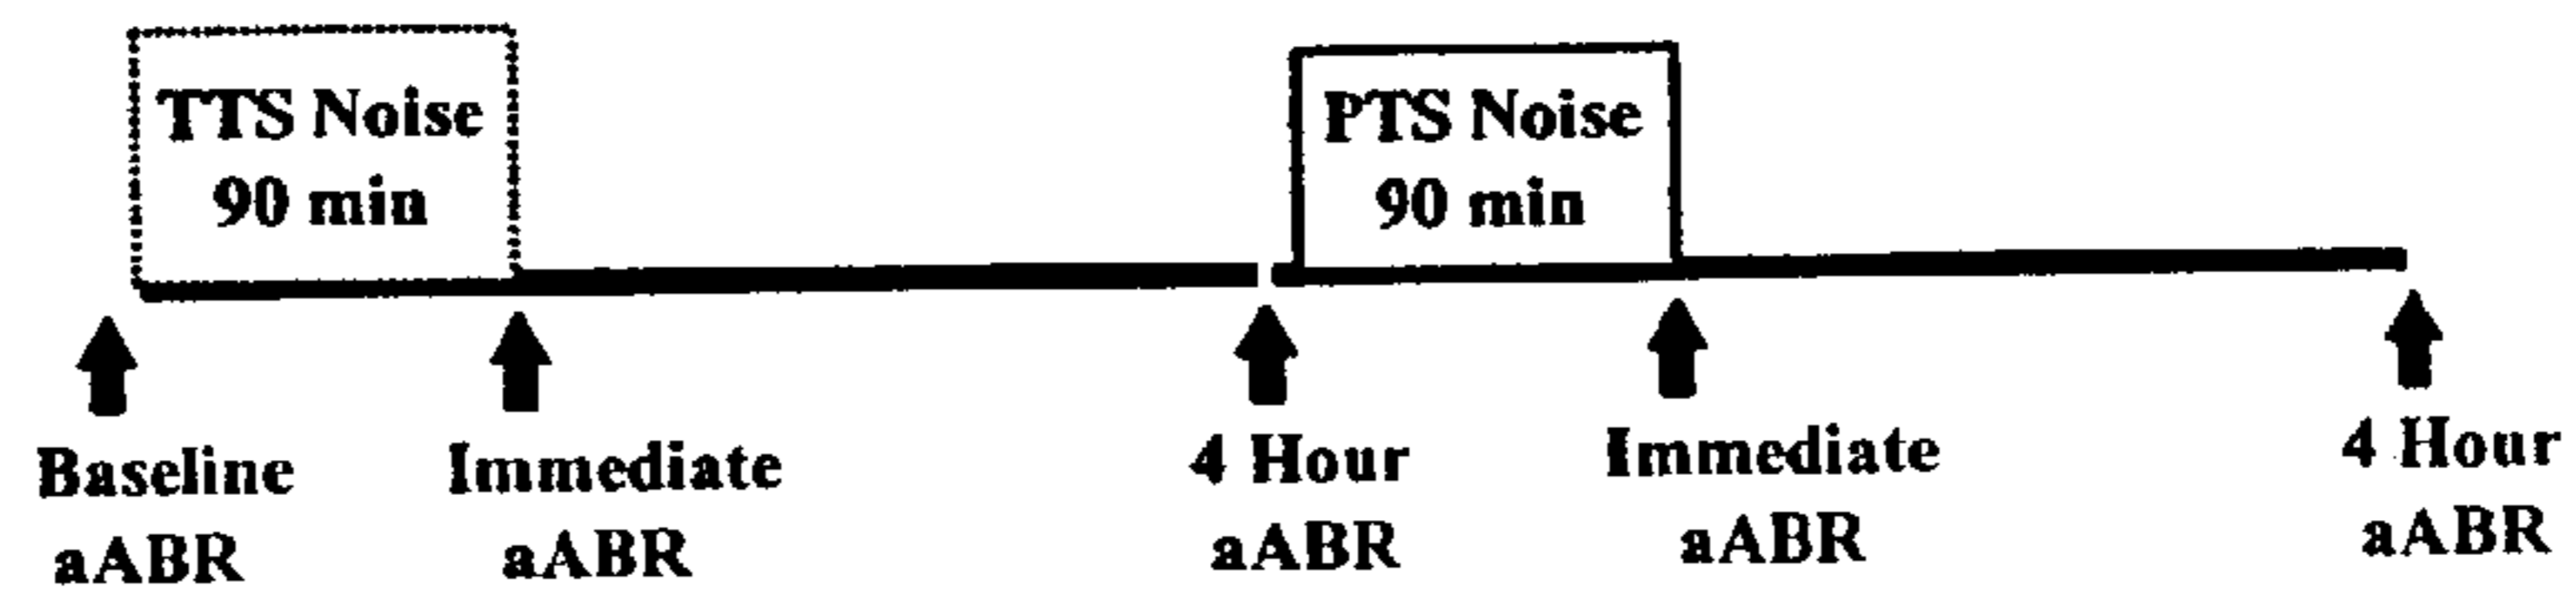 TTS Noise
90 min
PTS Noise
90 min
Baseline
aABR
Immediate
aABR
4 Hour
aABR
Immediate
aABR
4 Hour
aABR